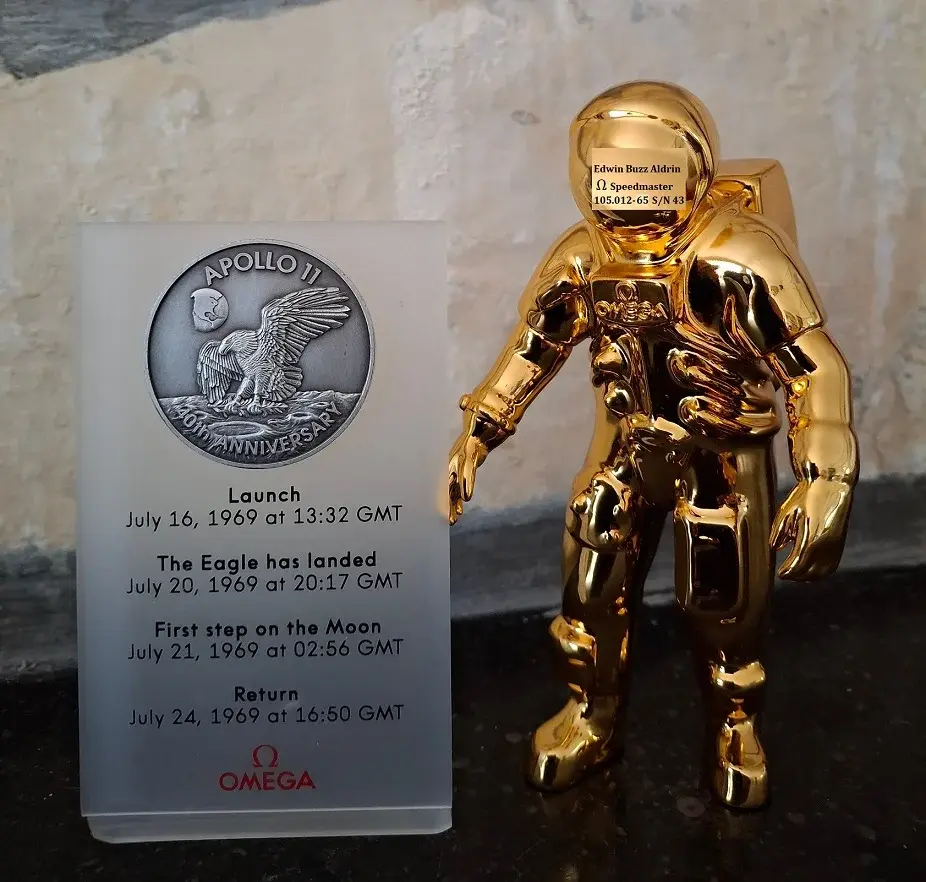 APOLLO 11
40th ANNIVERSARY
Launch
July 16, 1969 at 13:32 GMT
The Eagle has landed
July 20, 1969 at 20:17 GMT
First step on the Moon
July 21, 1969 at 02:56 GMT
Return
July 24, 1969 at 16:50 GMT
Ω
OMEGA
Edwin Buzz Aldrin
Ω Speedmaster
105.012-65 S/N 43
Ω
OMEGA